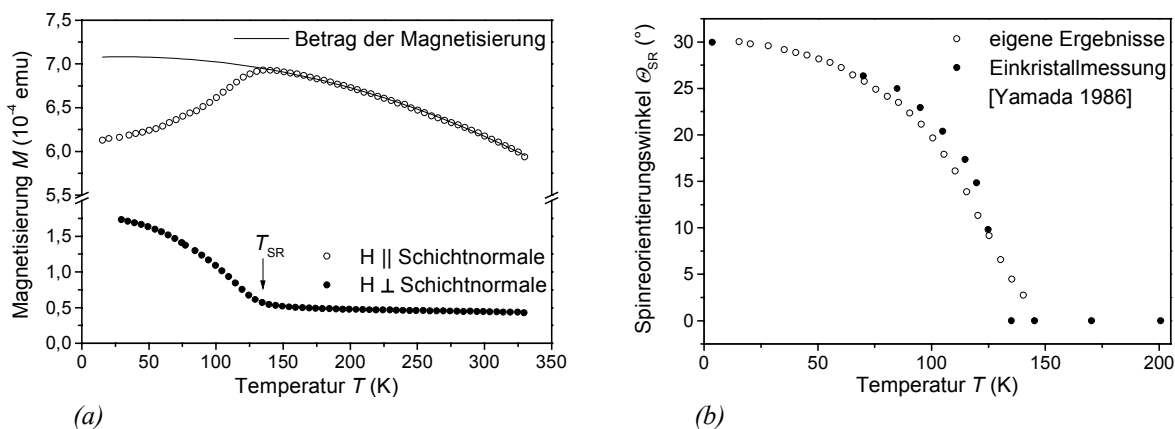 Betrag der Magnetisierung
7,5
7,0
6,5
6,0
5,5
1,5
1,0
0,5
0,0
Magnetisierung M (10⁻⁴ emu)
T_SR
H || Schichtnormale
H ⊥ Schichtnormale
0 50 100 150 200 250 300 350
Temperatur T (K)
(a)
eigene Ergebnisse
Einkristallmessung
[Yamada 1986]
30
25
20
15
10
5
0
Spinreorientierungswinkel Θ_SR (°)
0 50 100 150 200
Temperatur T (K)
(b)